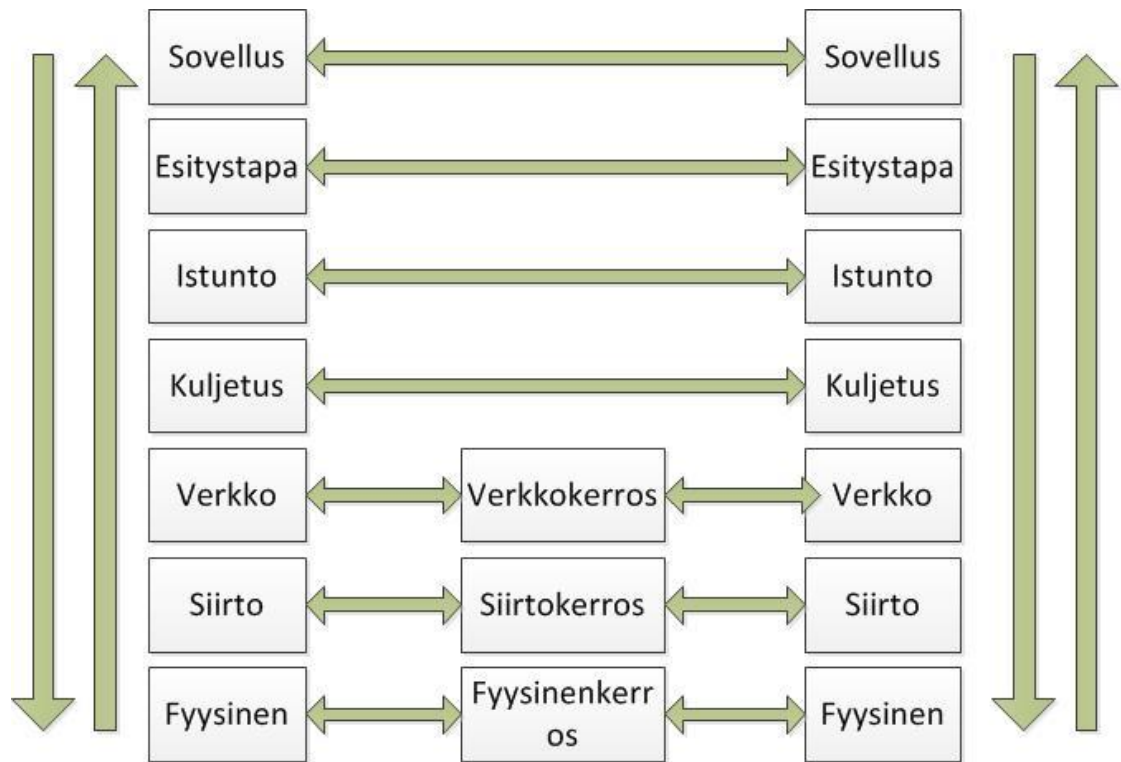 Sovellus Sovellus
Esitystapa Esitystapa
Istunto Istunto
Kuljetus Kuljetus
Verkko Verkkokerros Verkko
Siirto Siirtokerros Siirto
Fyysinen Fyysinenkerr Fyysinen
os